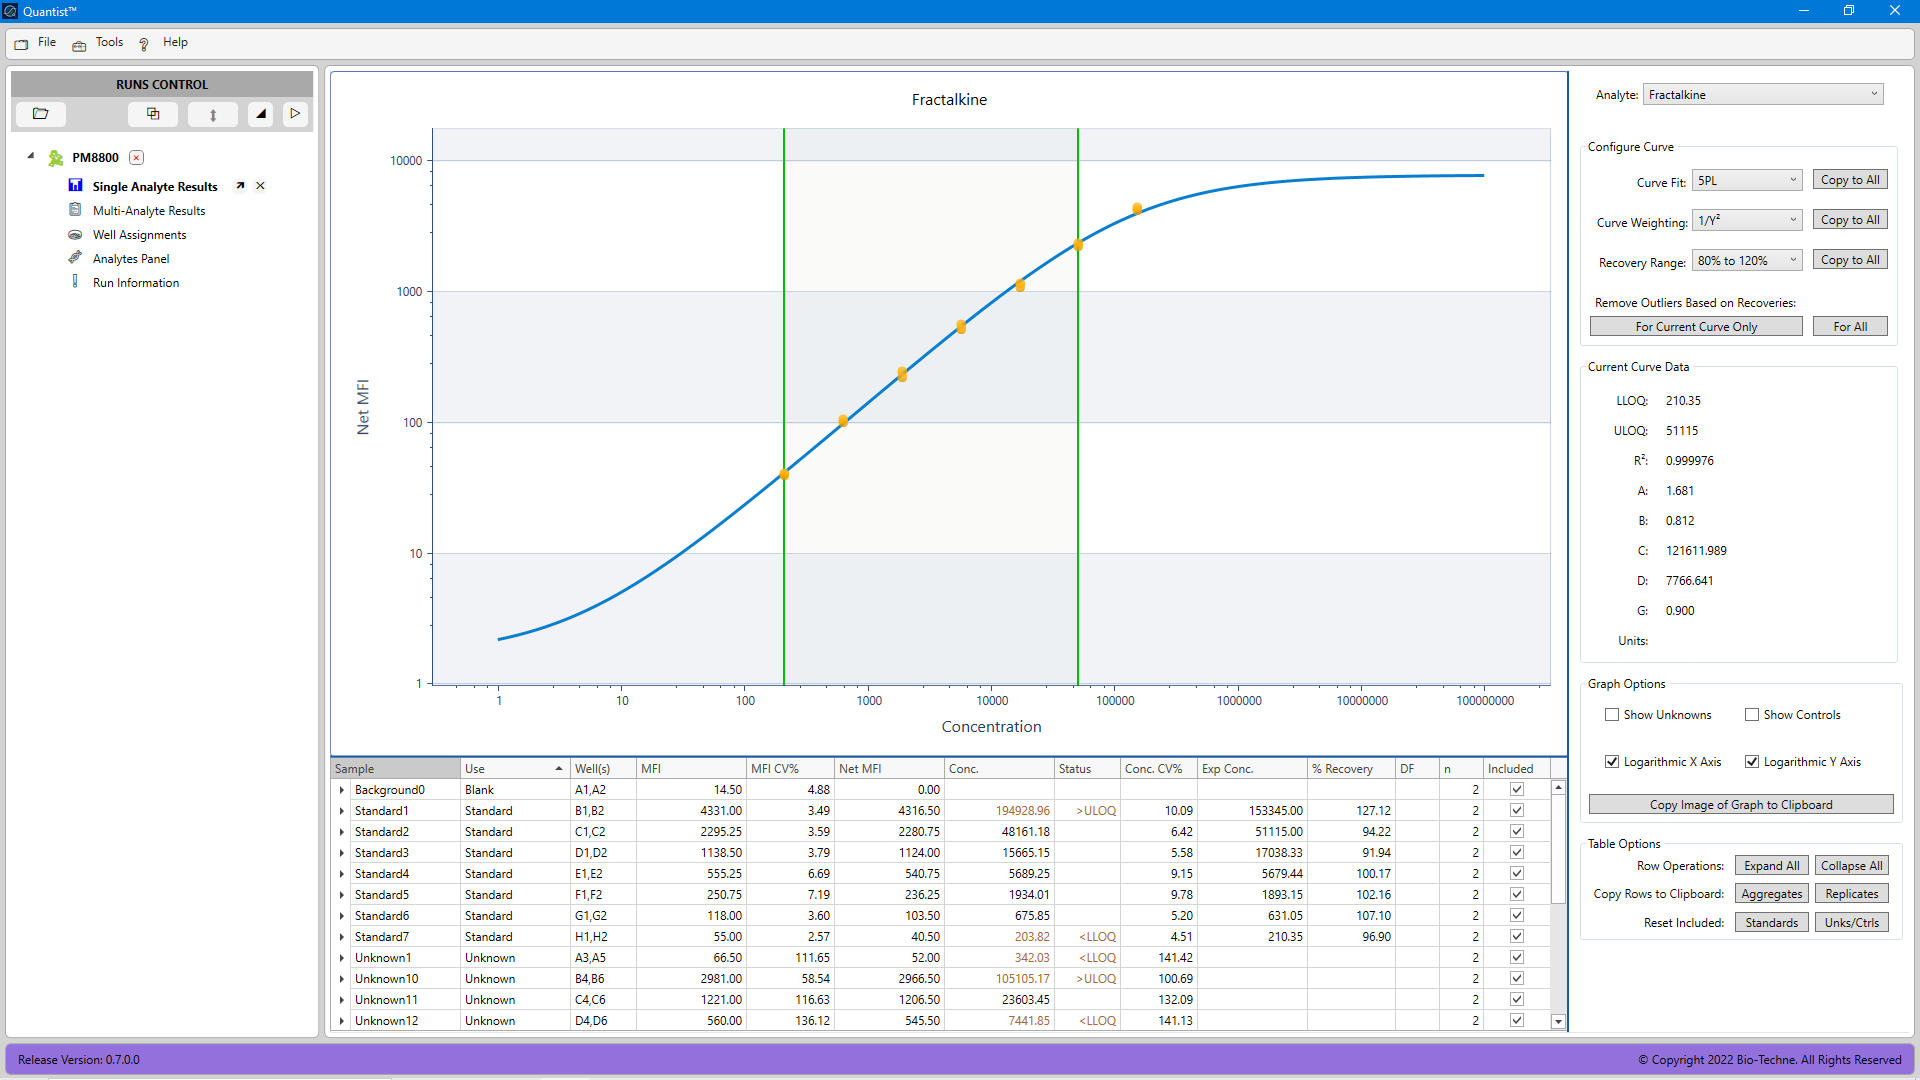 Quantist™
File Tools Help
RUNS CONTROL
PM8800
Single Analyte Results
Multi-Analyte Results
Well Assignments
Analytes Panel
Run Information
Fractalkine
Net MFI
10000
1000
100
10
1
1 10 100 1000 10000 100000 1000000 10000000 100000000
Concentration
Sample Use Well(s) MFI MFI CV% Net MFI Conc. Status Conc. CV% Exp Conc. % Recovery DF n Included
Background0 Blank A1,A2 14.50 4.88 0.00 2
Standard1 Standard B1,B2 4331.00 3.49 4316.50 194928.96 >ULOQ 10.09 153345.00 127.12 2
Standard2 Standard C1,C2 2295.25 3.59 2280.75 48161.18 6.42 51115.00 94.22 2
Standard3 Standard D1,D2 1138.50 3.79 1124.00 15665.15 5.58 17038.33 91.94 2
Standard4 Standard E1,E2 555.25 6.69 540.75 5689.25 9.15 5679.44 100.17 2
Standard5 Standard F1,F2 250.75 7.19 236.25 1934.01 9.78 1893.15 102.16 2
Standard6 Standard G1,G2 118.00 3.60 103.50 675.85 5.20 631.05 107.10 2
Standard7 Standard H1,H2 55.00 2.57 40.50 203.82 <LLOQ 4.51 210.35 96.90 2
Unknown1 Unknown A3,A5 66.50 111.65 52.00 342.03 <LLOQ 141.42 2
Unknown10 Unknown B4,B6 2981.00 58.54 2966.50 105105.17 >ULOQ 100.69 2
Unknown11 Unknown C4,C6 1221.00 116.63 1206.50 23603.45 132.09 2
Unknown12 Unknown D4,D6 560.00 136.12 545.50 7441.85 <LLOQ 141.13 2
Analyte: Fractalkine
Configure Curve
Curve Fit: 5PL Copy to All
Curve Weighting: 1/Y² Copy to All
Recovery Range: 80% to 120% Copy to All
Remove Outliers Based on Recoveries:
For Current Curve Only For All
Current Curve Data
LLOQ: 210.35
ULOQ: 51115
R²: 0.999976
A: 1.681
B: 0.812
C: 121611.989
D: 7766.641
G: 0.900
Units:
Graph Options
Show Unknowns Show Controls
Logarithmic X Axis Logarithmic Y Axis
Copy Image of Graph to Clipboard
Table Options
Row Operations: Expand All Collapse All
Copy Rows to Clipboard: Aggregates Replicates
Reset Included: Standards Unks/Ctrls
Release Version: 0.7.0.0
© Copyright 2022 Bio-Techne. All Rights Reserved